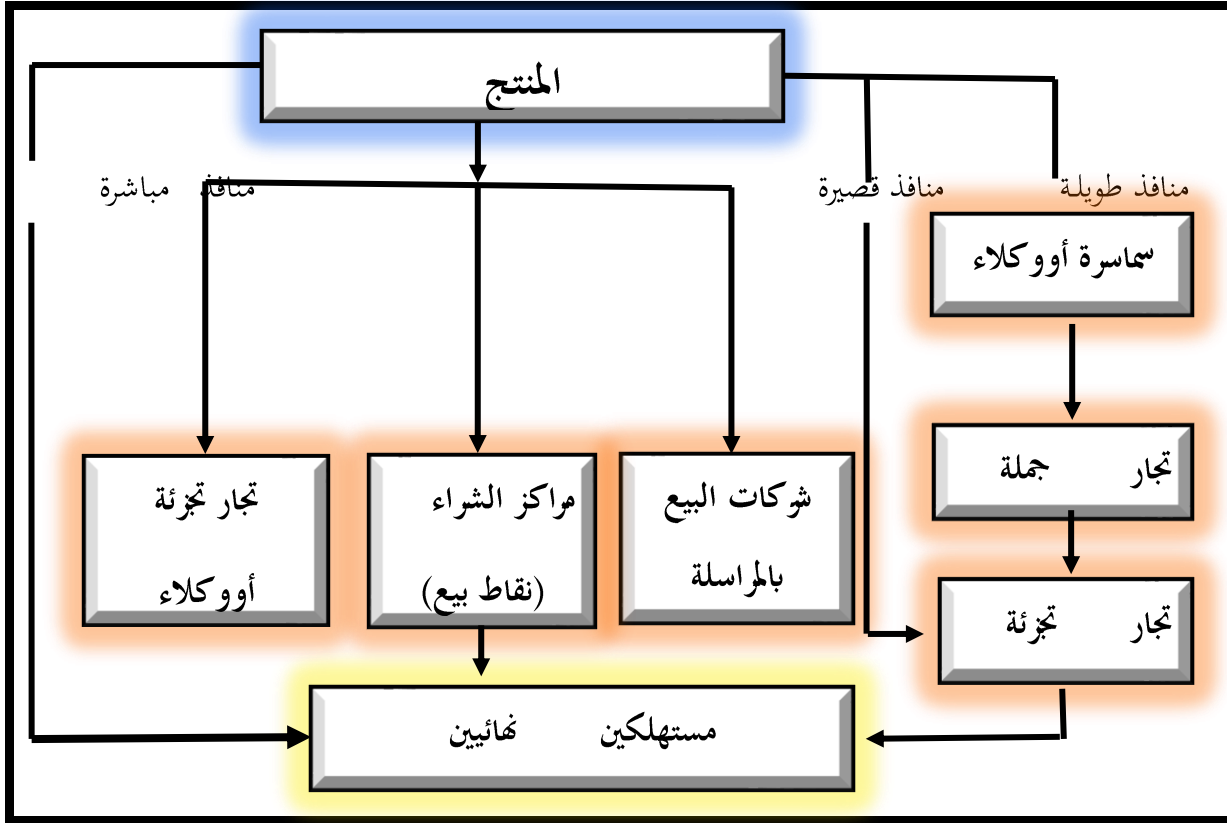 المنتج
منافذ طويلة
منافذ قصيرة
منافذ مباشرة
سماسرة أووكلاء
تجار جملة
تجار تجزئة
شركات البيع
بالمراسلة
مراكز الشراء
(نقاط بيع)
تجار تجزئة
أووكلاء
مستهلكين نهائيين